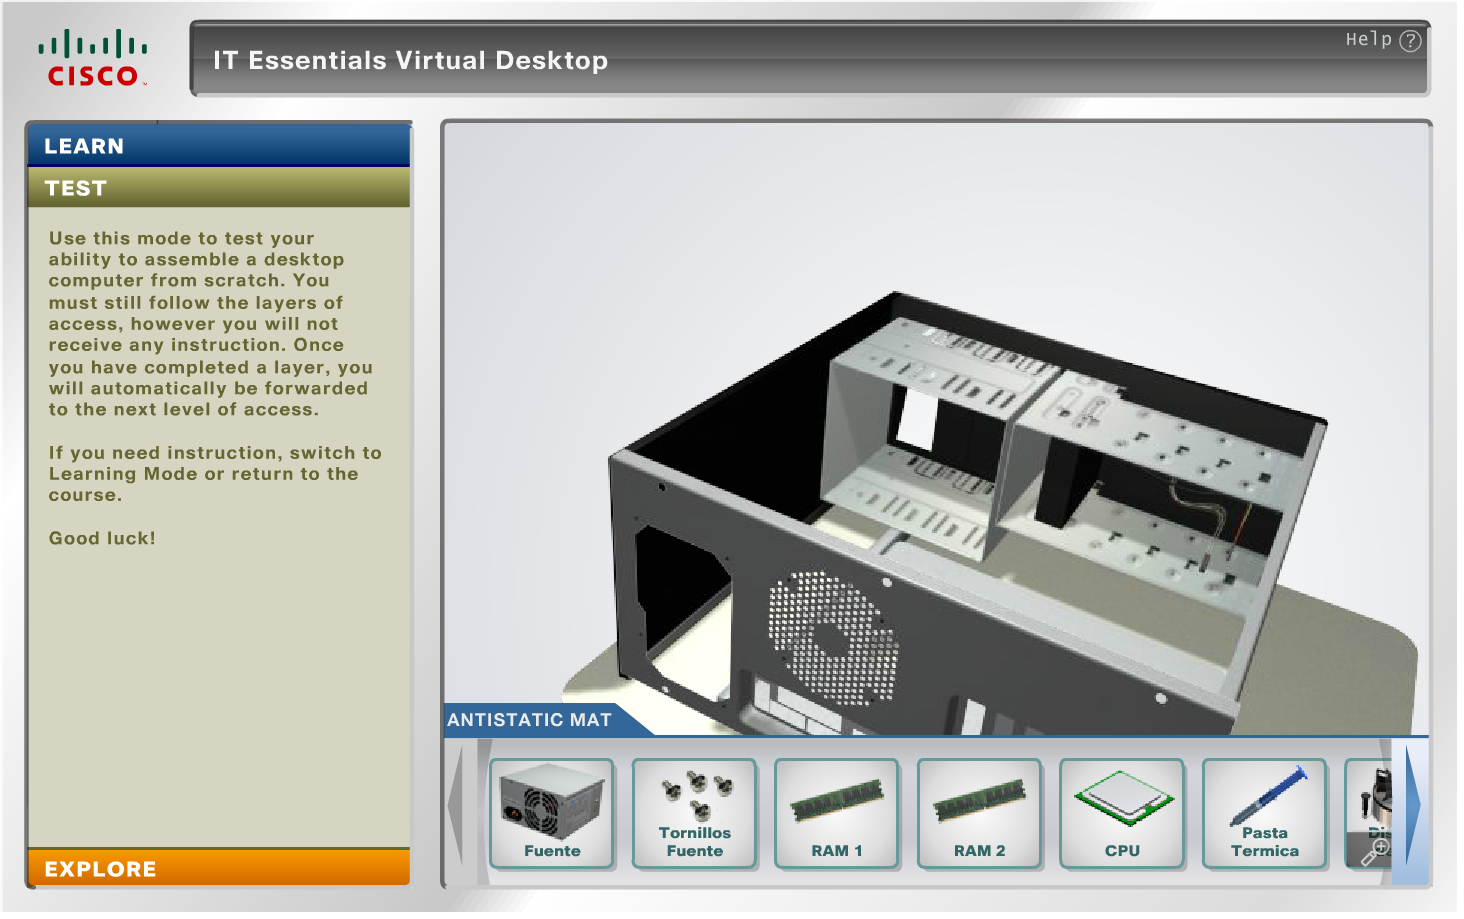 CISCO
IT Essentials Virtual Desktop
Help ?
LEARN
TEST
Use this mode to test your
ability to assemble a desktop
computer from scratch. You
must still follow the layers of
access, however you will not
receive any instruction. Once
you have completed a layer, you
will automatically be forwarded
to the next level of access.
If you need instruction, switch to
Learning Mode or return to the
course.
Good luck!
EXPLORE
ANTISTATIC MAT
Fuente
Tornillos
Fuente
RAM 1
RAM 2
CPU
Pasta
Termica